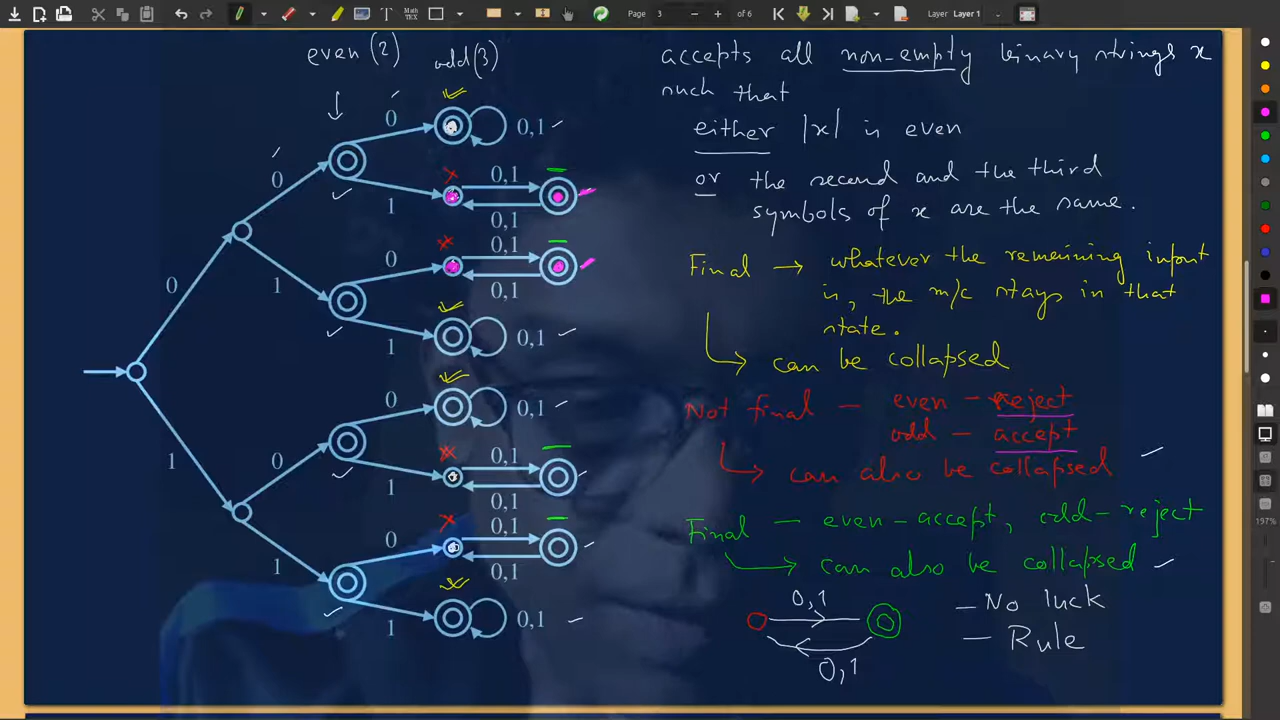 Page 3 of 6 Layer Layer 1
Math
TEX
197%
even (2) odd (3)
0
0,1
0
0,1
1
0,1
0
0,1
0
1
0,1
1
0,1
0
0,1
0
0,1
1
1
0,1
0
0,1
1
0,1
1
0,1
accepts all non-empty binary strings x
such that
either |x| is even
or the second and the third
symbols of x are the same.
Final → whatever the remaining input
is, the m/c stays in that
state.
can be collapsed
Not final – even – reject
odd – accept
can also be collapsed
Final – even – accept, odd – reject
can also be collapsed
0,1
0,1
– No luck
– Rule